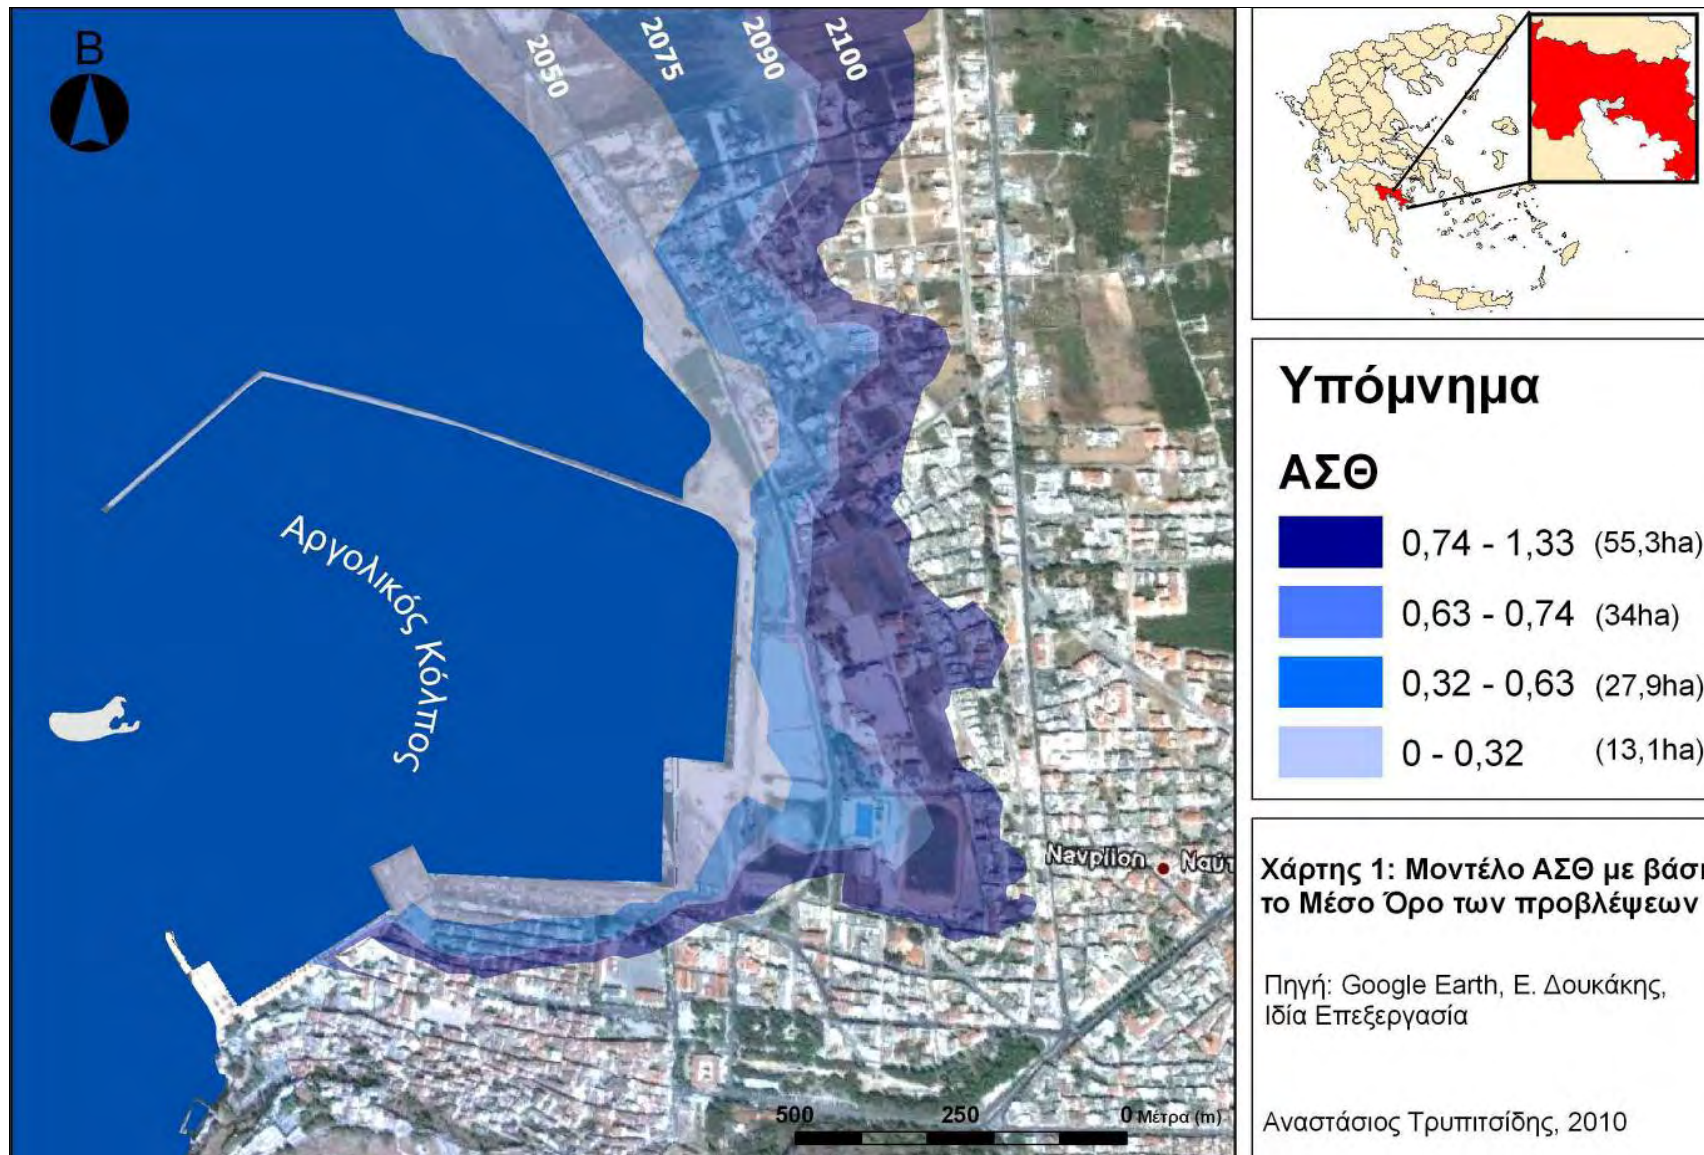 Β
2050
2075
2090
2100
Αργολικός Κόλπος
Navplion
500 250 0 Μέτρα (m)
Υπόμνημα
ΑΣΘ
0,74 - 1,33 (55,3ha)
0,63 - 0,74 (34ha)
0,32 - 0,63 (27,9ha)
0 - 0,32 (13,1ha)
Χάρτης 1: Μοντέλο ΑΣΘ με βάση
το Μέσο Όρο των προβλέψεων
Πηγή: Google Earth, Ε. Δουκάκης,
Ιδία Επεξεργασία
Αναστάσιος Τρυπιτσίδης, 2010